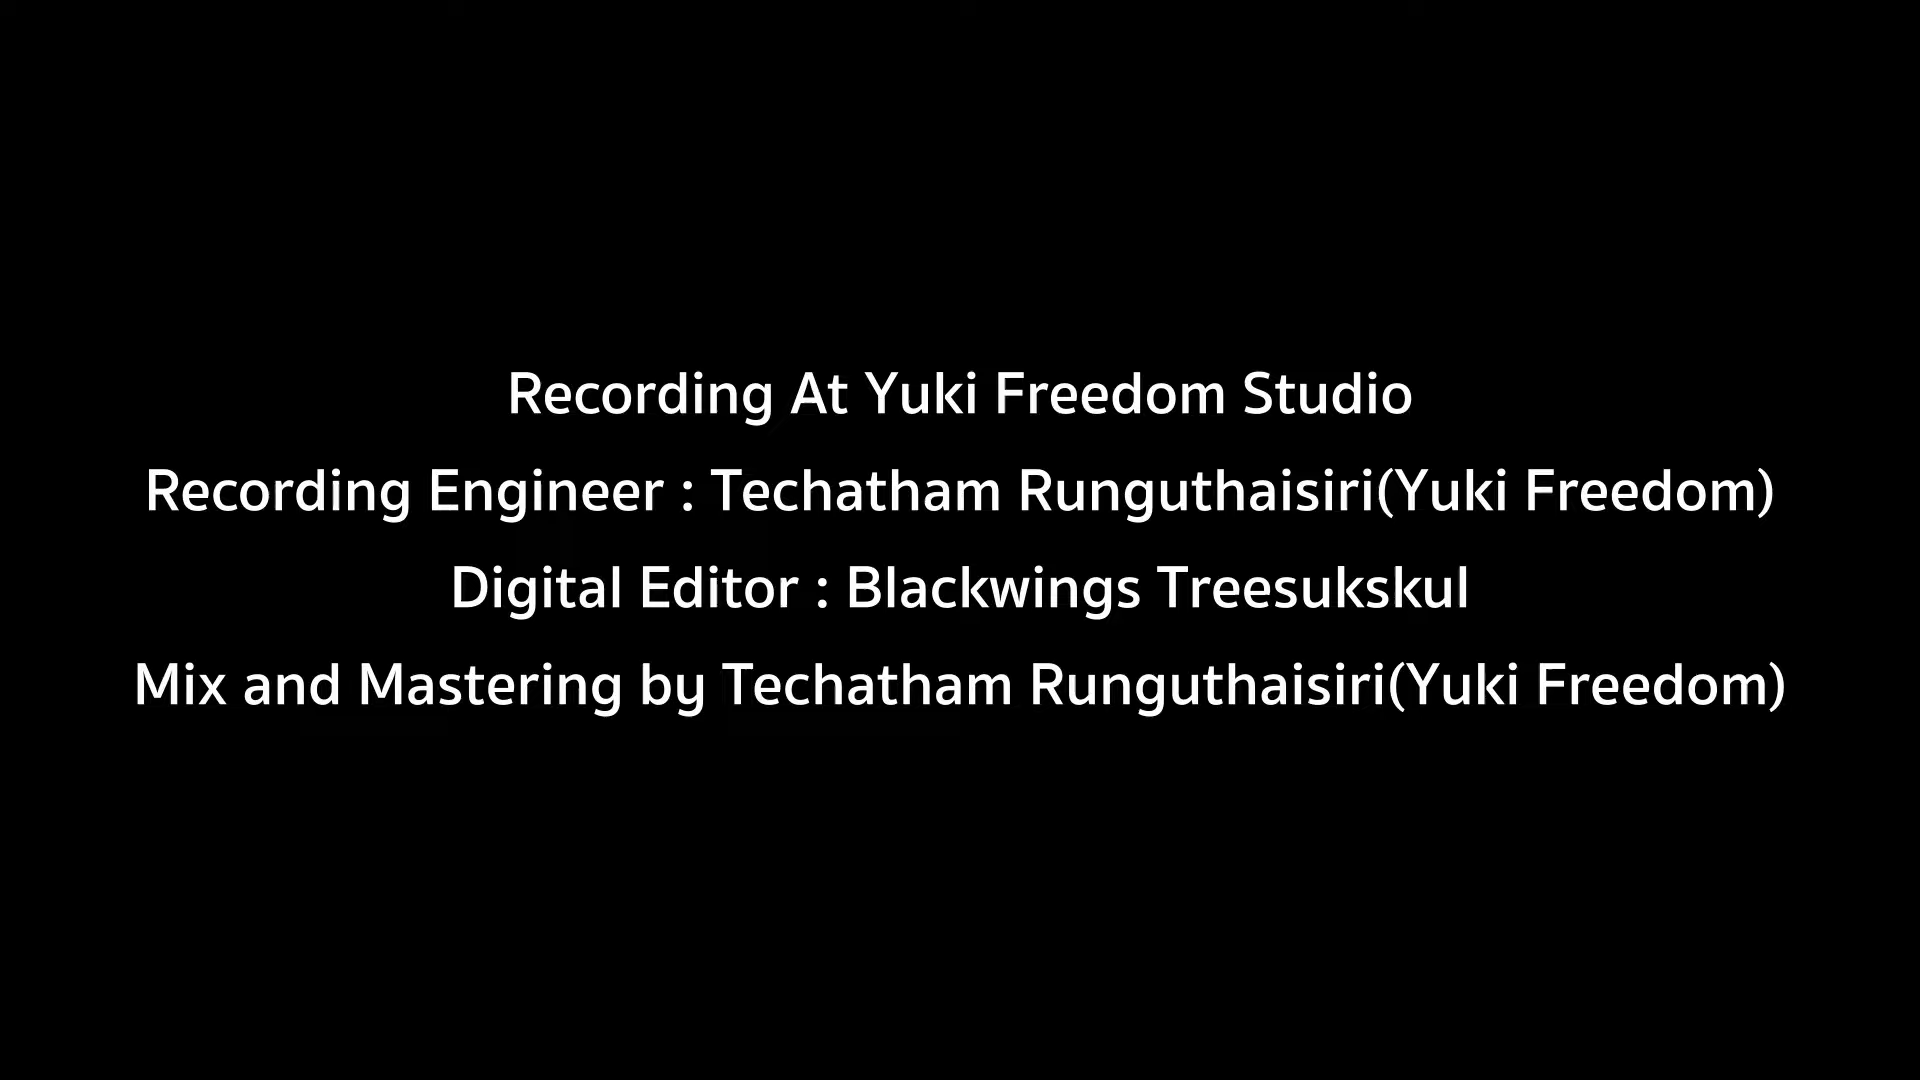 Recording At Yuki Freedom Studio
Recording Engineer : Techatham Runguthaisiri(Yuki Freedom)
Digital Editor : Blackwings Treesukskul
Mix and Mastering by Techatham Runguthaisiri(Yuki Freedom)